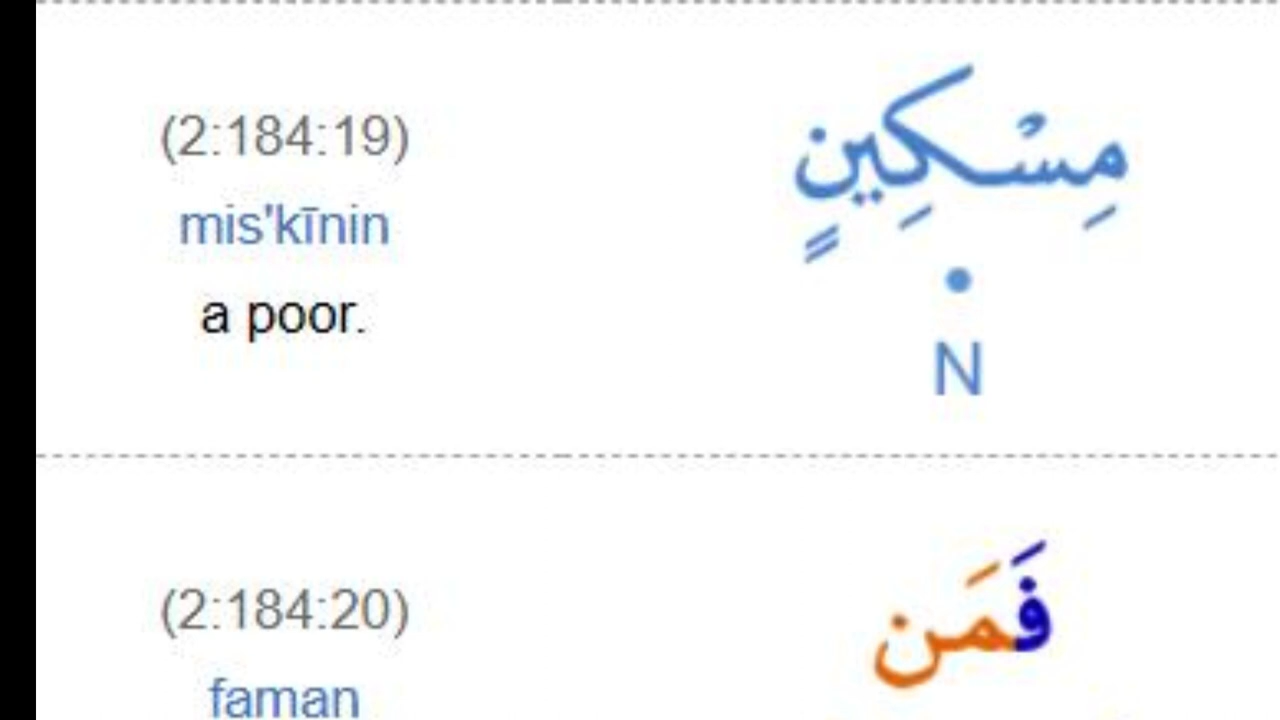 (2:184:19)
mis'kīnin
a poor.
مِسْكِينٍ
N
(2:184:20)
faman
فَمَن